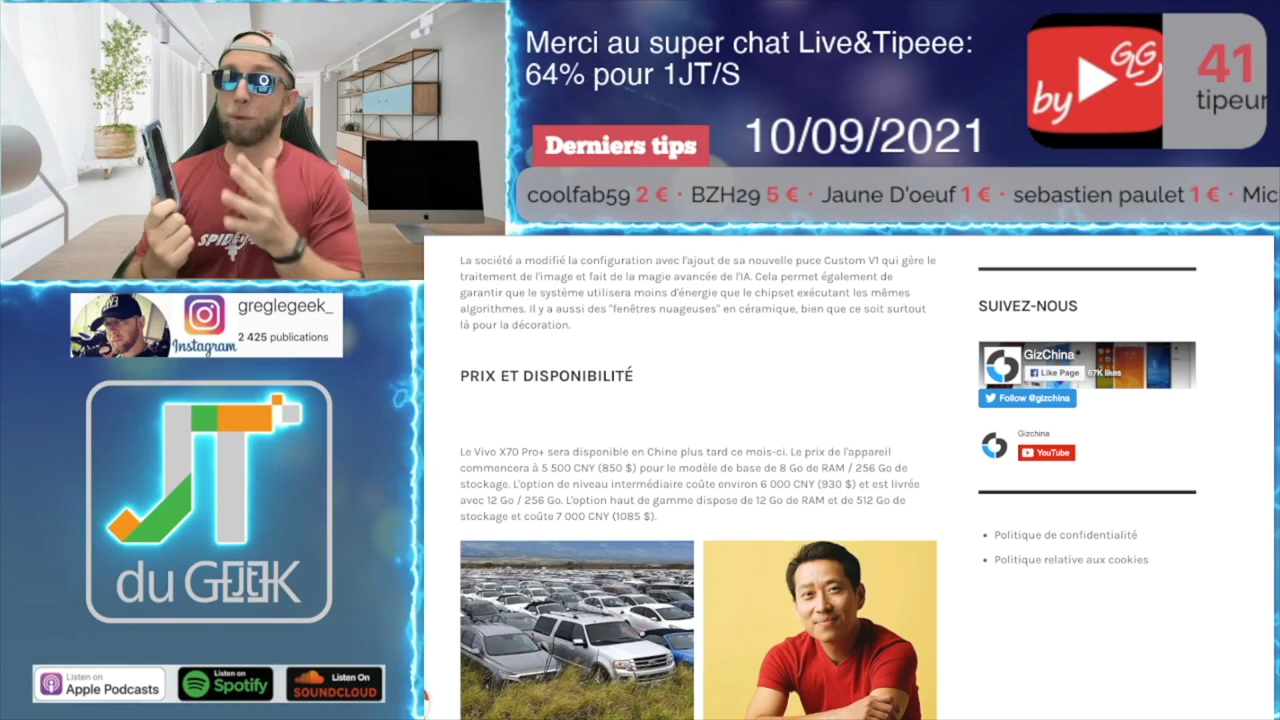 Merci au super chat Live&Tipeee:
64% pour 1JT/S
by GLG
41
tipeur
Derniers tips
10/09/2021
coolfab59 2 € · BZH29 5 € · Jaune D'oeuf 1 € · sebastien paulet 1 € · Mic
SPIDER
greglegeek_
Instagram
2 425 publications
JT
du GEEK
Listen on
Apple Podcasts
Listen on
Spotify
Listen On
SOUNDCLOUD
La société a modifié la configuration avec l'ajout de sa nouvelle puce Custom V1 qui gère le
traitement de l'image et fait de la magie avancée de l'IA. Cela permet également de
garantir que le système utilisera moins d'énergie que le chipset exécutant les mêmes
algorithmes. Il y a aussi des "fenêtres nuageuses" en céramique, bien que ce soit surtout
là pour la décoration.
PRIX ET DISPONIBILITÉ
Le Vivo X70 Pro+ sera disponible en Chine plus tard ce mois-ci. Le prix de l'appareil
commencera à 5 500 CNY (850 $) pour le modèle de base de 8 Go de RAM / 256 Go de
stockage. L'option de niveau intermédiaire coûte environ 6 000 CNY (930 $) et est livrée
avec 12 Go / 256 Go. L'option haut de gamme dispose de 12 Go de RAM et de 512 Go de
stockage et coûte 7 000 CNY (1085 $).
SUIVEZ-NOUS
GizChina
Like Page
67K likes
Follow @gizchina
Gizchina
YouTube
Politique de confidentialité
Politique relative aux cookies